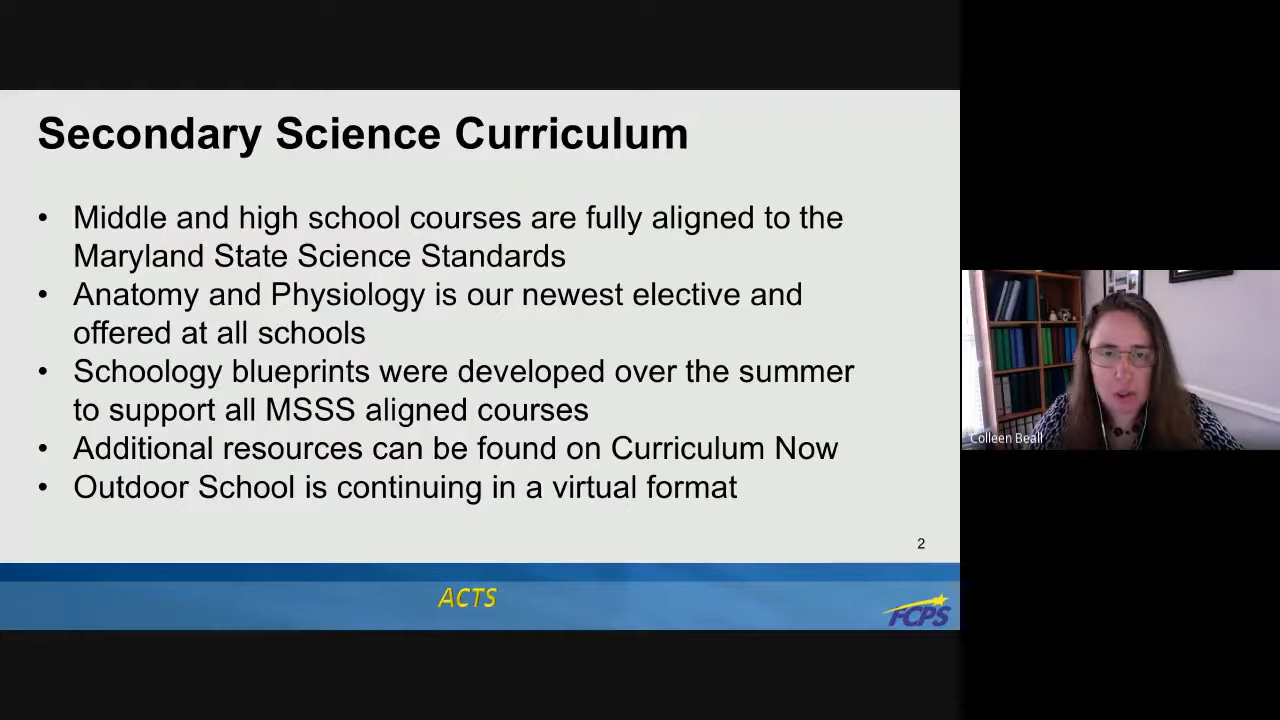 Secondary Science Curriculum
• Middle and high school courses are fully aligned to the
Maryland State Science Standards
• Anatomy and Physiology is our newest elective and
offered at all schools
• Schoology blueprints were developed over the summer
to support all MSSS aligned courses
• Additional resources can be found on Curriculum Now
• Outdoor School is continuing in a virtual format
2
ACTS
FCPS
Colleen Beall